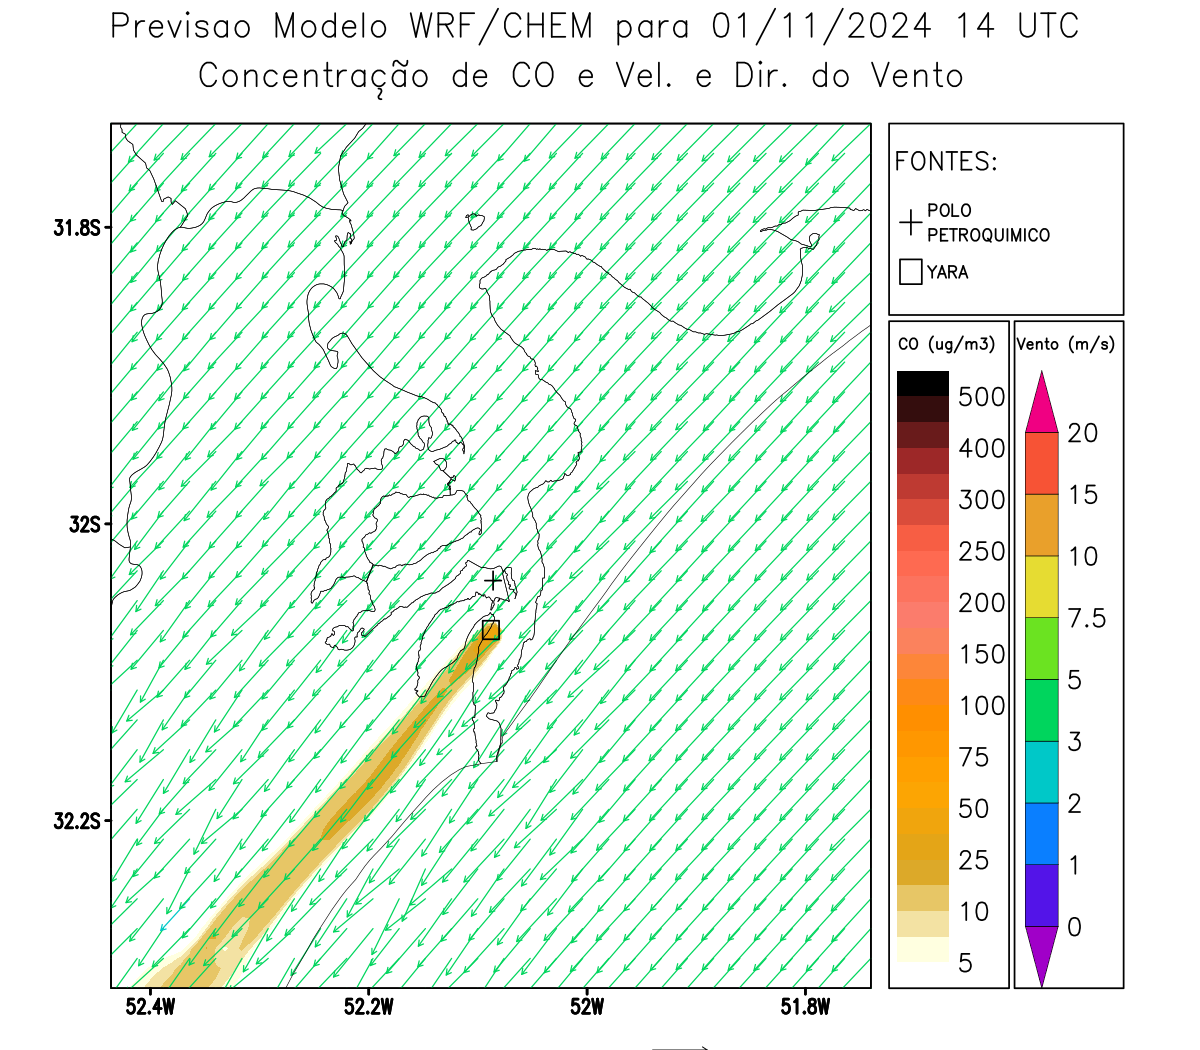 Previsao Modelo WRF/CHEM para 01/11/2024 14 UTC
Concentração de CO e Vel. e Dir. do Vento
FONTES:
POLO
PETROQUIMICO
YARA
CO (ug/m3)
500
400
300
250
200
150
100
75
50
25
10
5
Vento (m/s)
20
15
10
7.5
5
3
2
1
0
31.8S
32S
32.2S
52.4W 52.2W 52W 51.8W